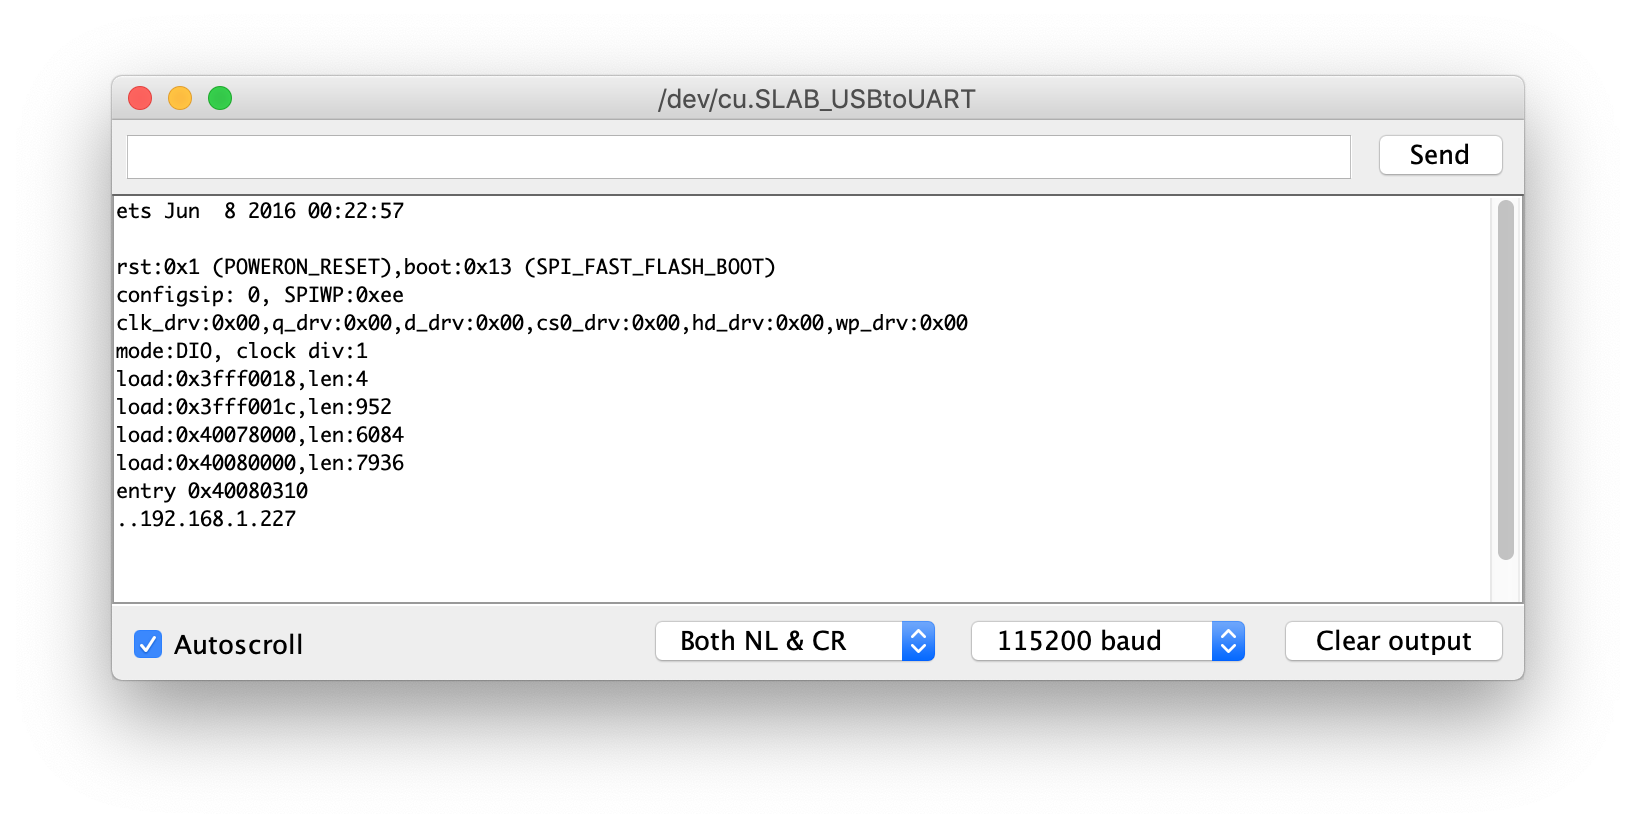 /dev/cu.SLAB_USBtoUART
Send
ets Jun  8 2016 00:22:57
rst:0x1 (POWERON_RESET),boot:0x13 (SPI_FAST_FLASH_BOOT)
configsip: 0, SPIWP:0xee
clk_drv:0x00,q_drv:0x00,d_drv:0x00,cs0_drv:0x00,hd_drv:0x00,wp_drv:0x00
mode:DIO, clock div:1
load:0x3fff0018,len:4
load:0x3fff001c,len:952
load:0x40078000,len:6084
load:0x40080000,len:7936
entry 0x40080310
..192.168.1.227
Autoscroll
Both NL & CR
115200 baud
Clear output